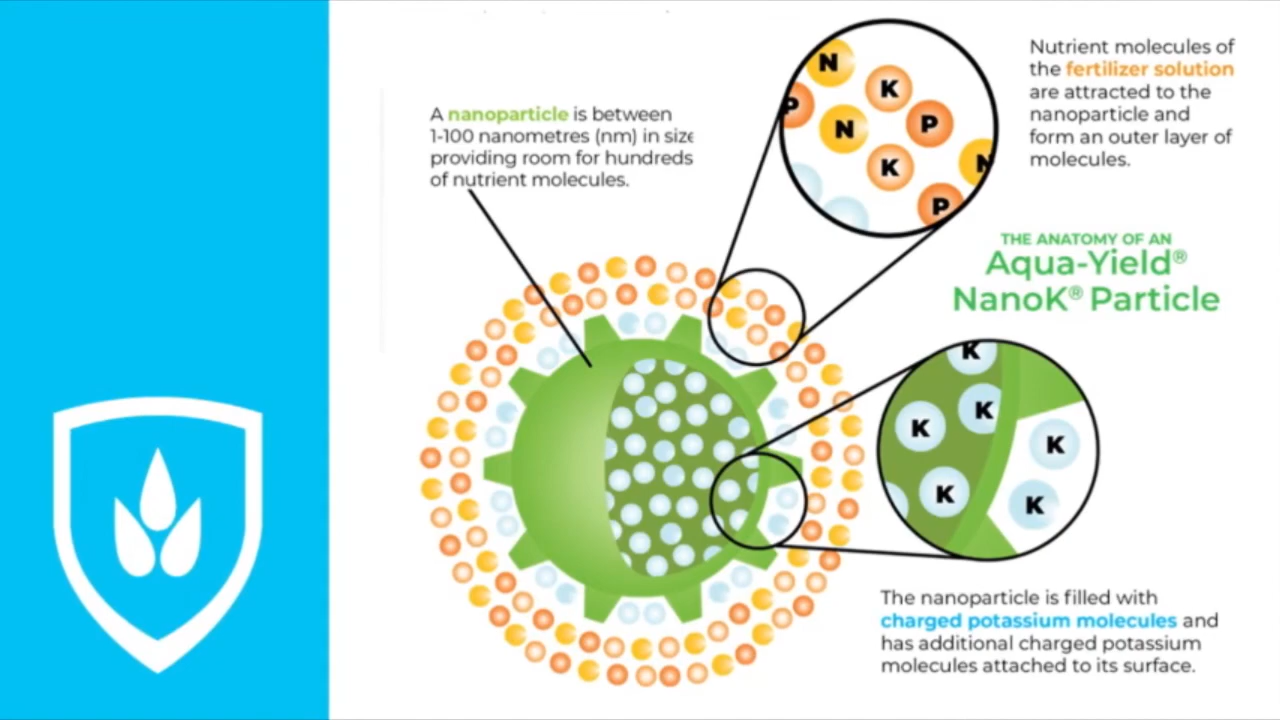 A nanoparticle is between
1-100 nanometres (nm) in size
providing room for hundreds
of nutrient molecules.
N
K
P
N
P
K
N
P
Nutrient molecules of
the fertilizer solution
are attracted to the
nanoparticle and
form an outer layer of
molecules.
THE ANATOMY OF AN
Aqua-Yield®
NanoK® Particle
K
K
K
K
K
K
The nanoparticle is filled with
charged potassium molecules and
has additional charged potassium
molecules attached to its surface.